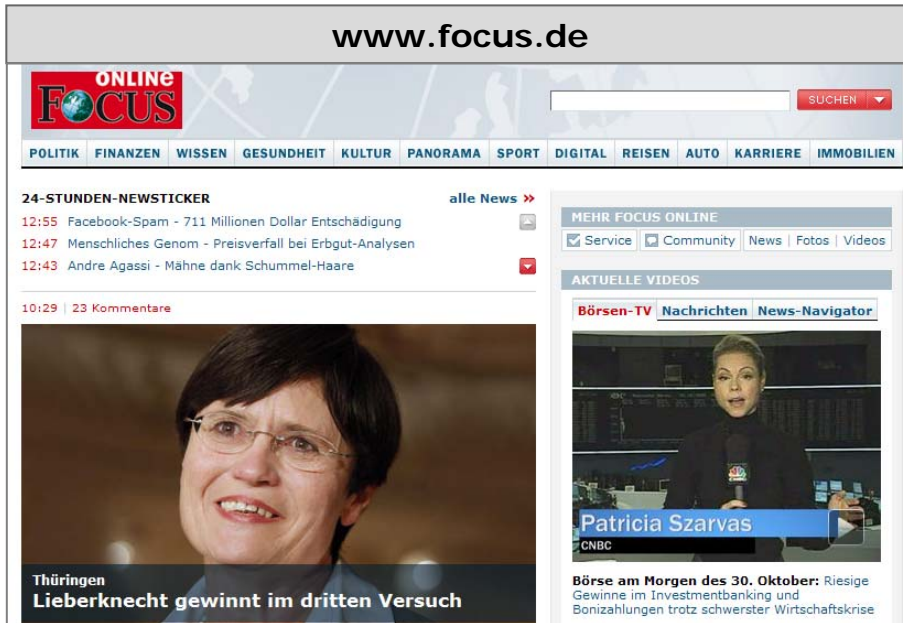 www.focus.de
ONLINE
FOCUS
SUCHEN
POLITIK FINANZEN WISSEN GESUNDHEIT KULTUR PANORAMA SPORT DIGITAL REISEN AUTO KARRIERE IMMOBILIEN
24-STUNDEN-NEWSTICKER alle News »
12:55 Facebook-Spam - 711 Millionen Dollar Entschädigung
12:47 Menschliches Genom - Preisverfall bei Erbgut-Analysen
12:43 Andre Agassi - Mähne dank Schummel-Haare
10:29 | 23 Kommentare
Thüringen
Lieberknecht gewinnt im dritten Versuch
MEHR FOCUS ONLINE
Service Community News | Fotos | Videos
AKTUELLE VIDEOS
Börsen-TV Nachrichten News-Navigator
Patricia Szarvas
CNBC
Börse am Morgen des 30. Oktober: Riesige
Gewinne im Investmentbanking und
Bonizahlungen trotz schwerster Wirtschaftskrise